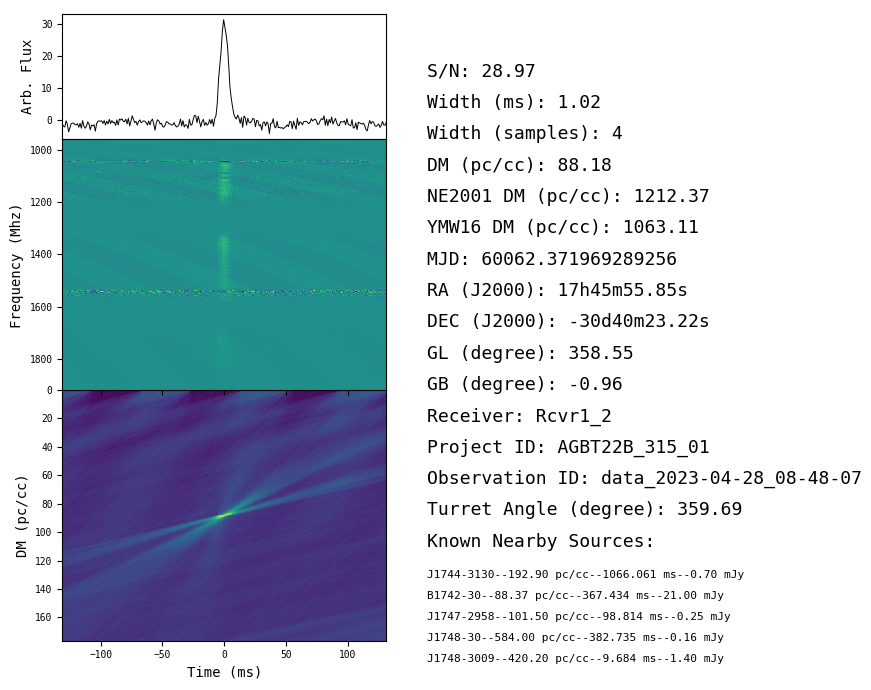 30
20
10
0
Arb. Flux
1000
1200
1400
1600
1800
Frequency (Mhz)
0
20
40
60
80
100
120
140
160
DM (pc/cc)
−100
−50
0
50
100
Time (ms)
S/N: 28.97
Width (ms): 1.02
Width (samples): 4
DM (pc/cc): 88.18
NE2001 DM (pc/cc): 1212.37
YMW16 DM (pc/cc): 1063.11
MJD: 60062.371969289256
RA (J2000): 17h45m55.85s
DEC (J2000): -30d40m23.22s
GL (degree): 358.55
GB (degree): -0.96
Receiver: Rcvr1_2
Project ID: AGBT22B_315_01
Observation ID: data_2023-04-28_08-48-07
Turret Angle (degree): 359.69
Known Nearby Sources:
J1744-3130--192.90 pc/cc--1066.061 ms--0.70 mJy
B1742-30--88.37 pc/cc--367.434 ms--21.00 mJy
J1747-2958--101.50 pc/cc--98.814 ms--0.25 mJy
J1748-30--584.00 pc/cc--382.735 ms--0.16 mJy
J1748-3009--420.20 pc/cc--9.684 ms--1.40 mJy